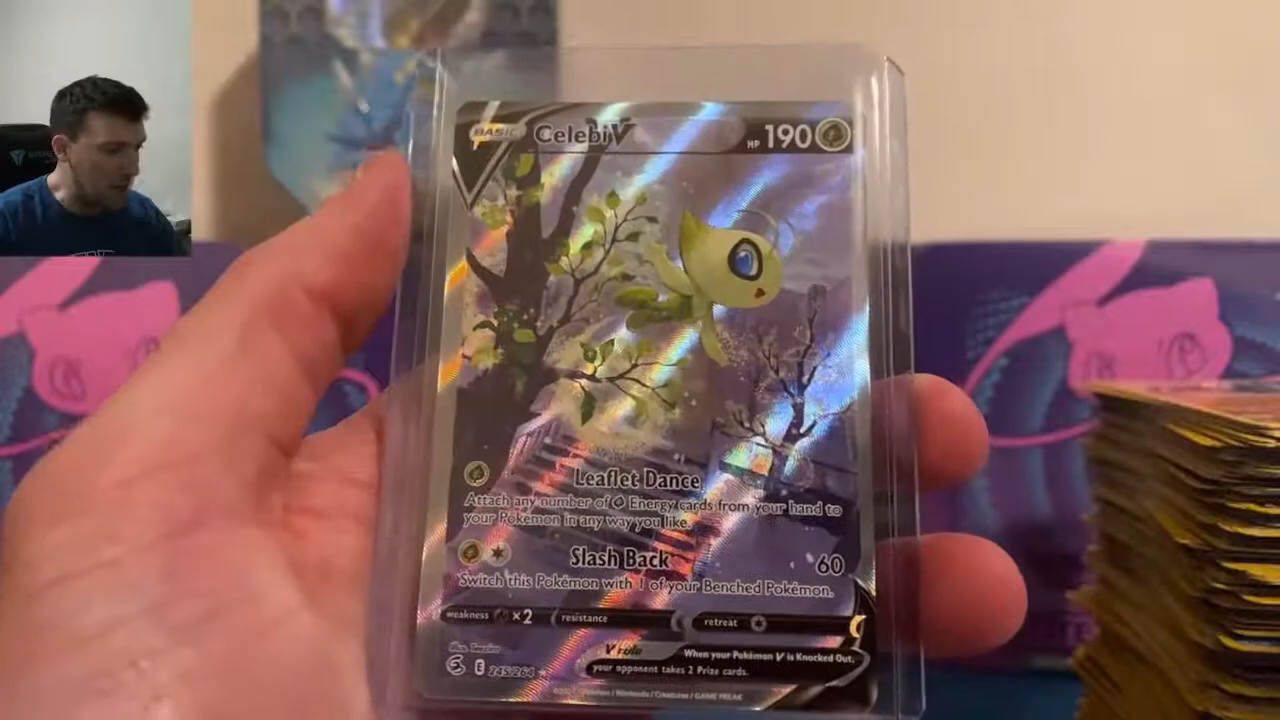 BASIC CelebiV HP 190
Leaflet Dance
Attach any number of Energy cards from your hand to
your Pokémon in any way you like.
Slash Back 60
Switch this Pokémon with 1 of your Benched Pokémon.
weakness ×2 resistance retreat
V rule When your Pokémon V is Knocked Out,
your opponent takes 2 Prize cards.
E 245/264